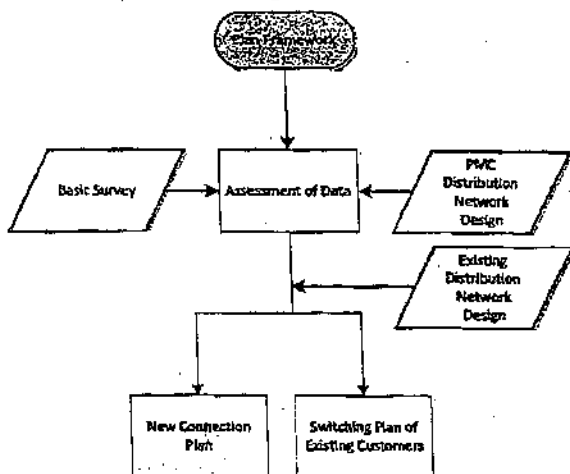 Plan Framework
Basic Survey
Assessment of Data
PMC
Distribution
Network
Design
Existing
Distribution
Network
Design
New Connection
Plan
Switching Plan of
Existing Customers